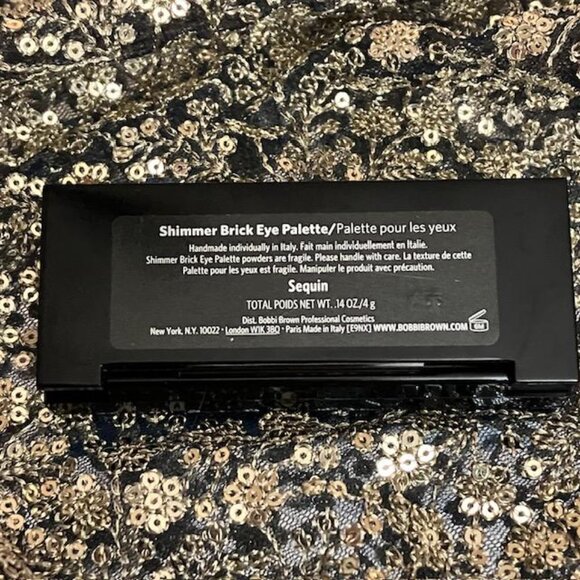 Shimmer Brick Eye Palette/Palette pour les yeux
Handmade individually in Italy. Fait main individuellement en Italie.
Shimmer Brick Eye Palette powders are fragile. Please handle with care. La texture de cette
Palette pour les yeux est fragile. Manipuler le produit avec précaution.
Sequin
TOTAL POIDS NET WT. .14 OZ./4 g
Dist. Bobbi Brown Professional Cosmetics
New York, N.Y. 10022 · London W1K 3BQ · Paris Made in Italy [E9NX] WWW.BOBBIBROWN.COM 6M